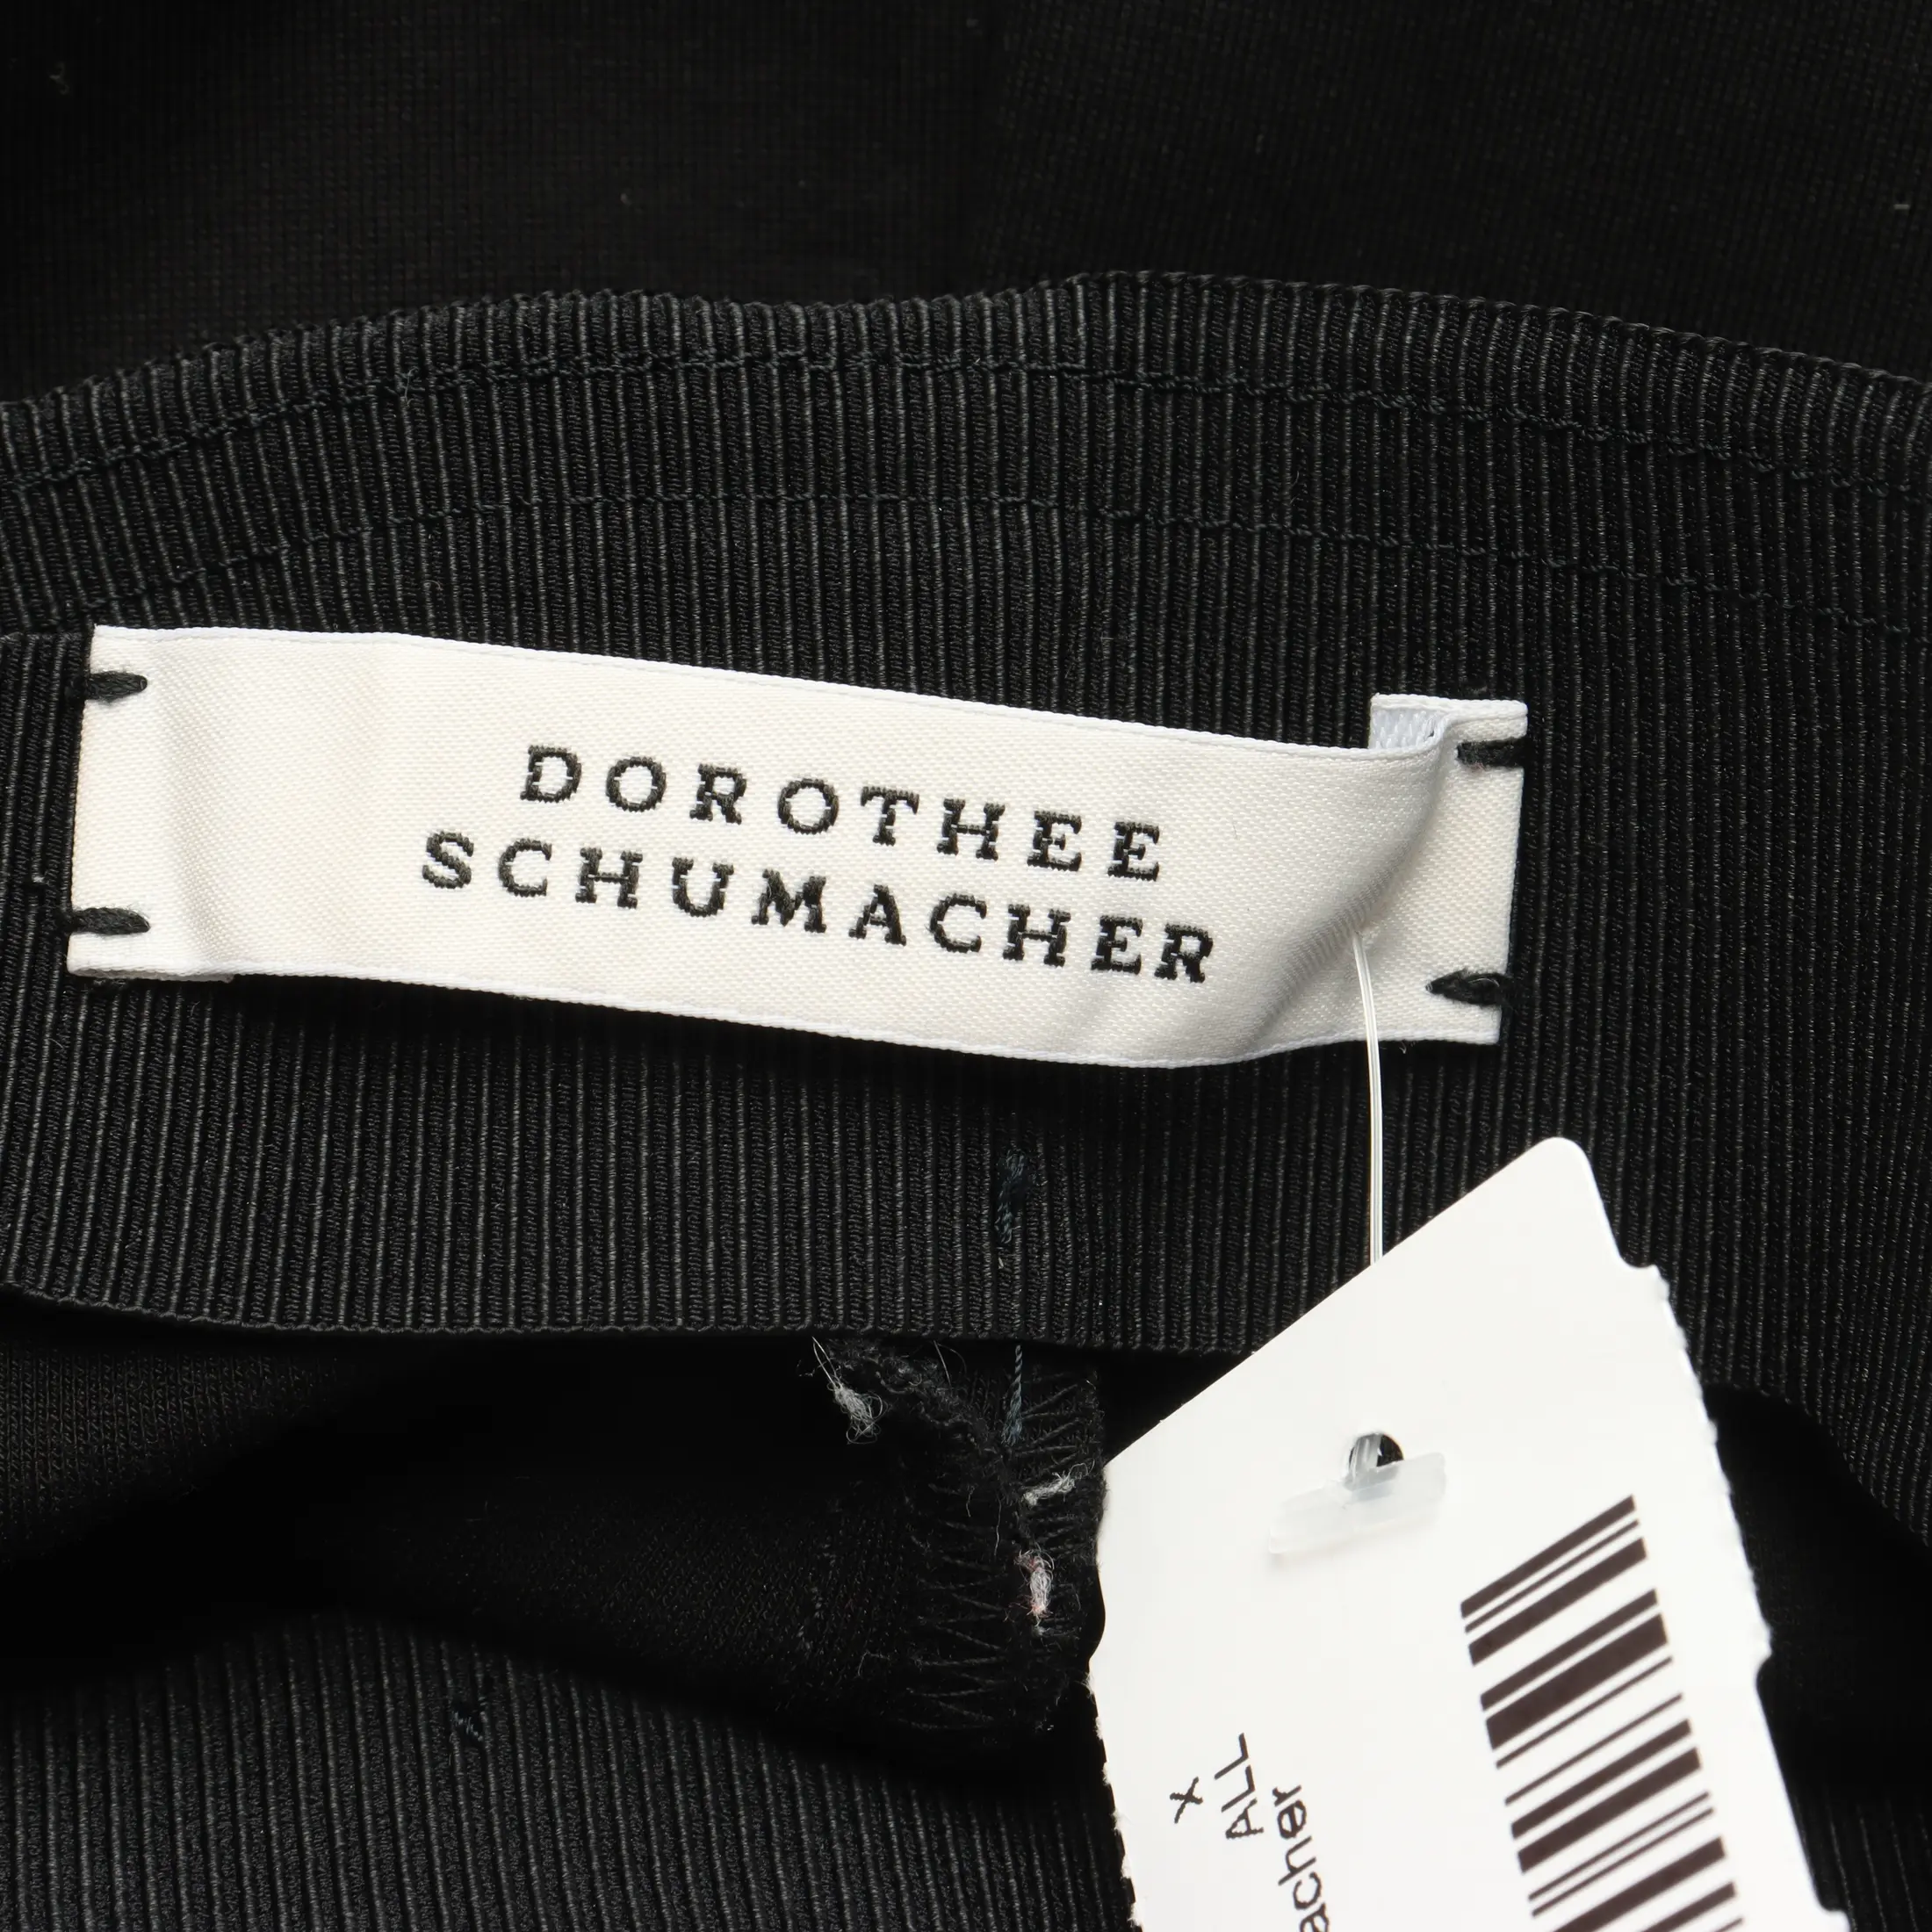 DOROTHEE
SCHUMACHER
X
ALL
acher